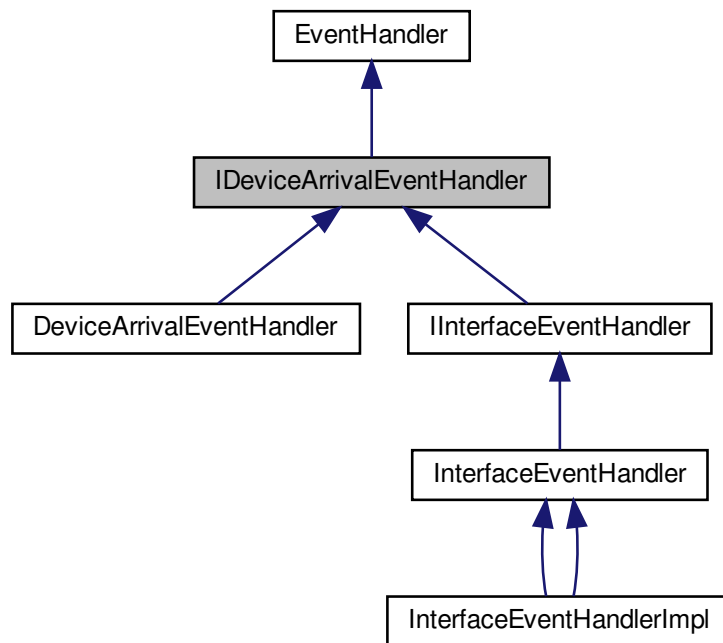 EventHandler
IDeviceArrivalEventHandler
DeviceArrivalEventHandler
IInterfaceEventHandler
InterfaceEventHandler
InterfaceEventHandlerImpl